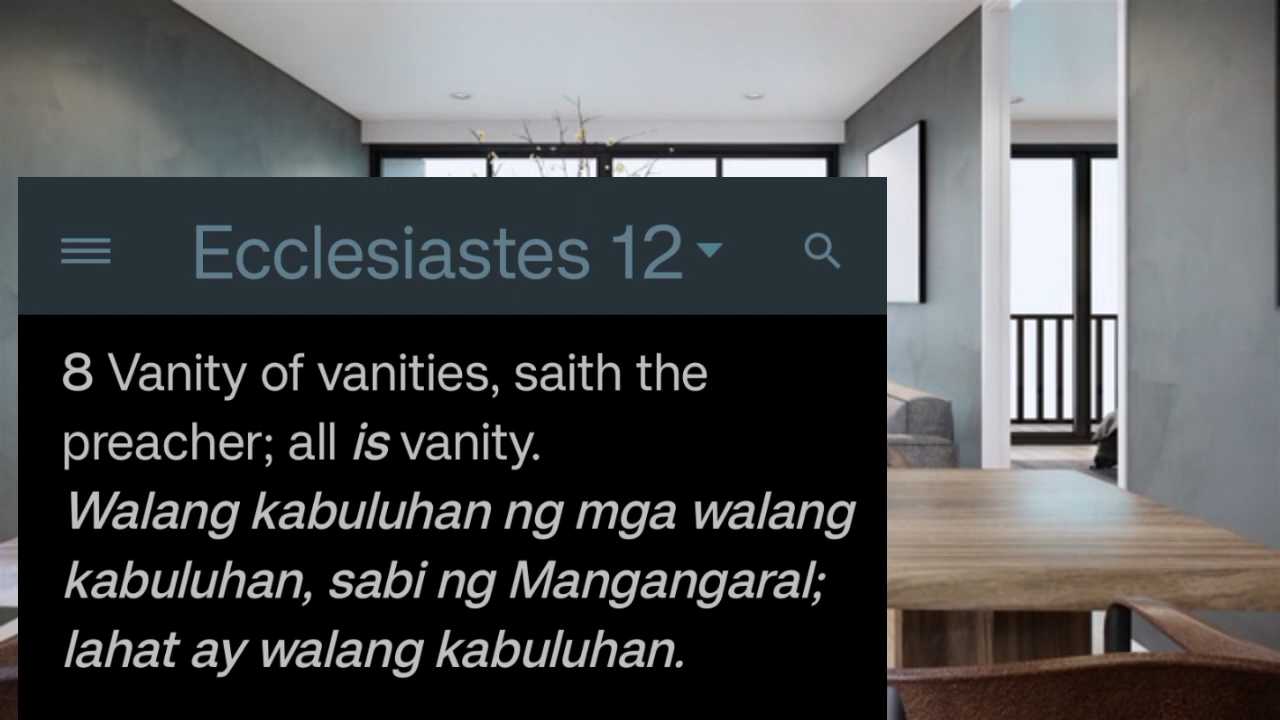 Ecclesiastes 12
8 Vanity of vanities, saith the
preacher; all is vanity.
Walang kabuluhan ng mga walang
kabuluhan, sabi ng Mangangaral;
lahat ay walang kabuluhan.